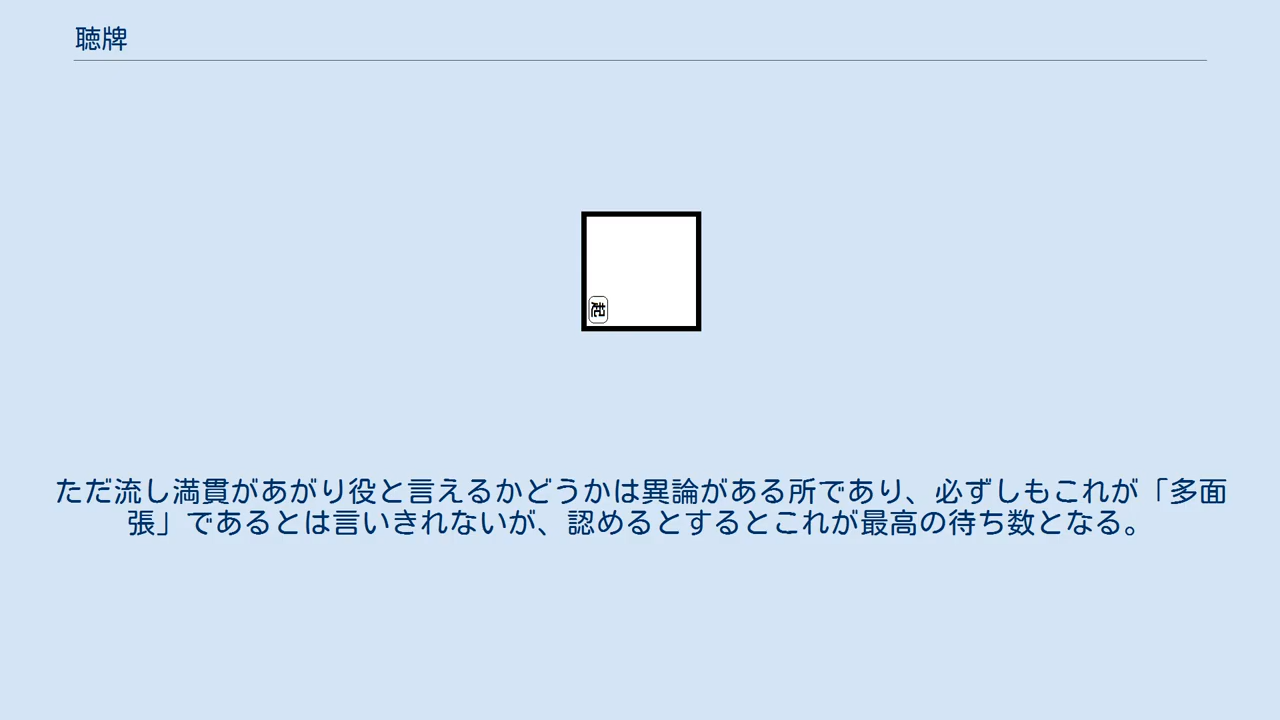 聴牌
起
ただ流し満貫があがり役と言えるかどうかは異論がある所であり、必ずしもこれが「多面
張」であるとは言いきれないが、認めるとするとこれが最高の待ち数となる。